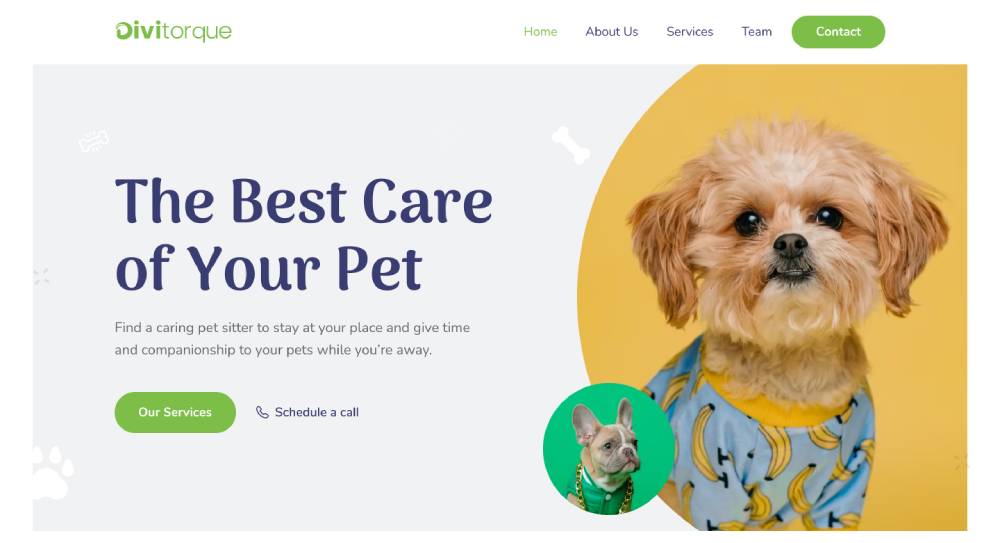 Divitorque
Home About Us Services Team Contact
The Best Care
of Your Pet
Find a caring pet sitter to stay at your place and give time
and companionship to your pets while you’re away.
Our Services Schedule a call